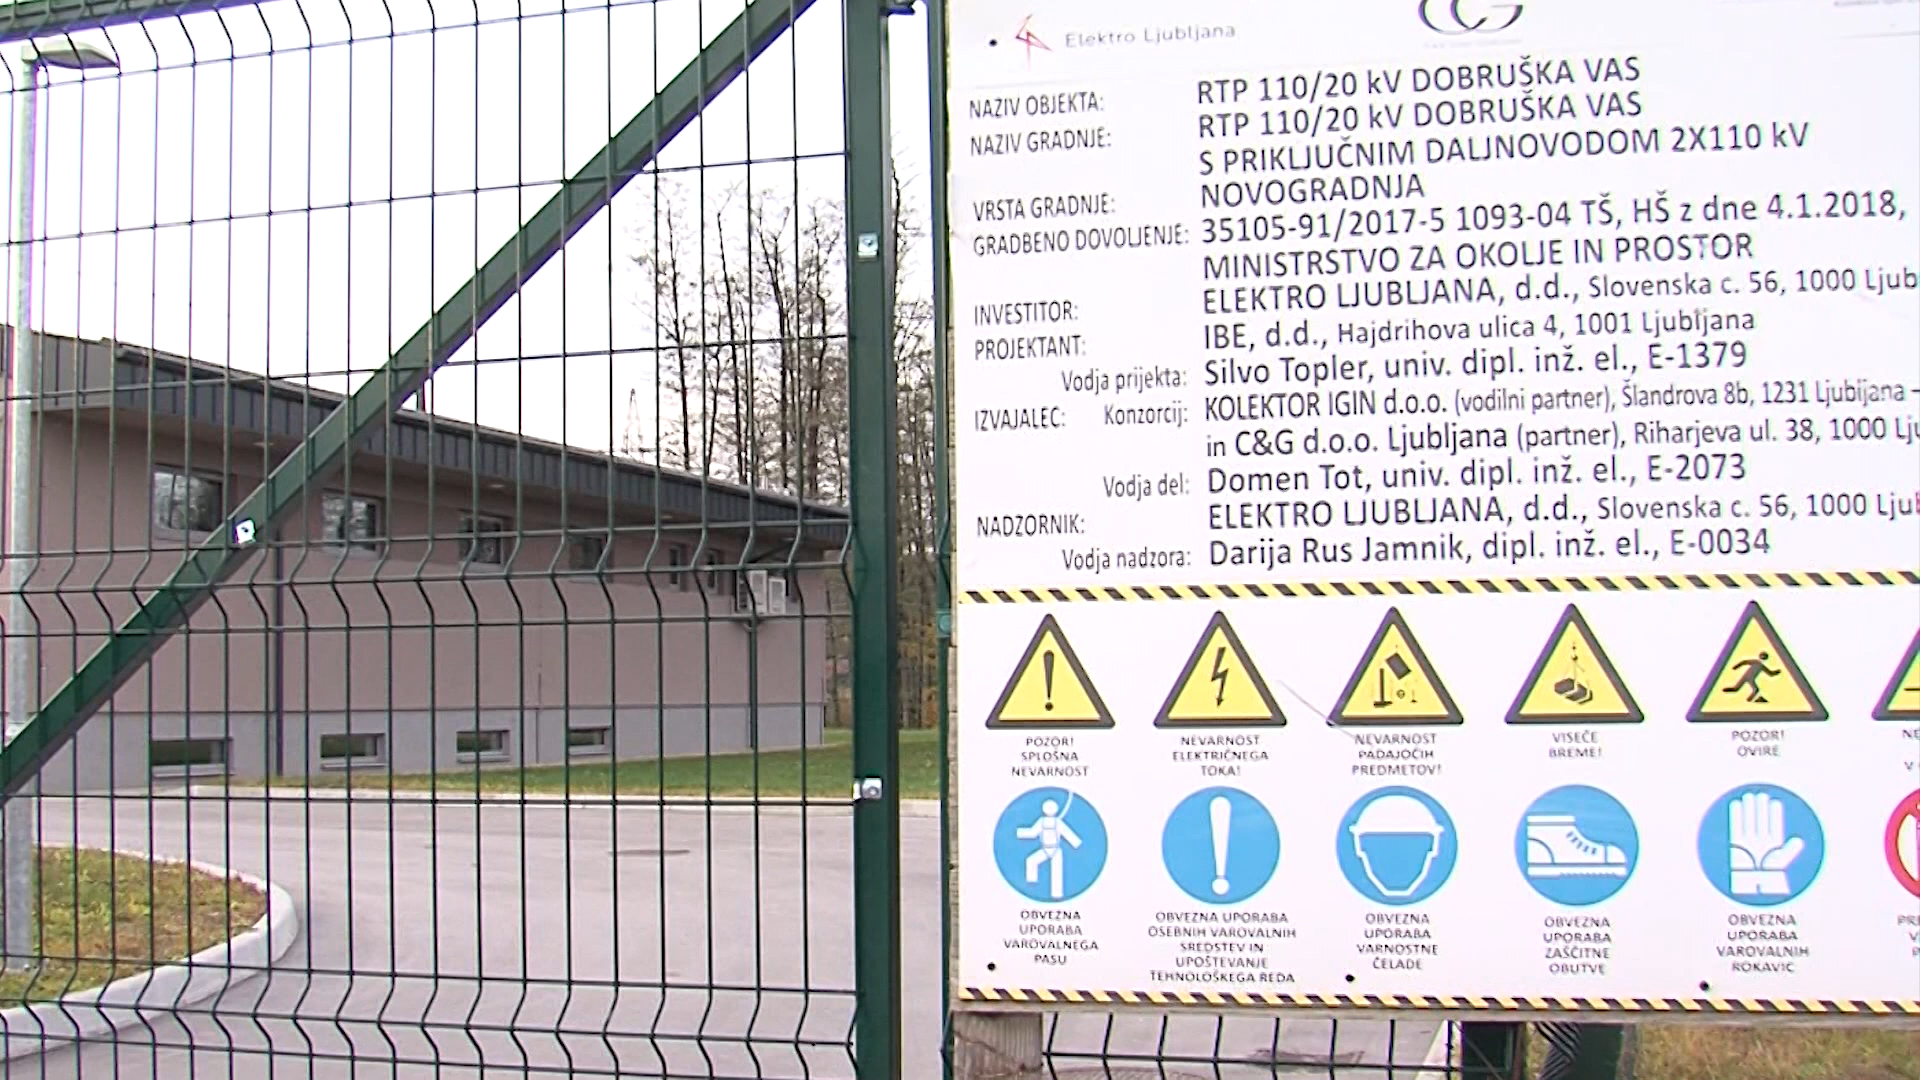 Elektro Ljubljana
CG
NAZIV OBJEKTA: RTP 110/20 kV DOBRUŠKA VAS
NAZIV GRADNJE: RTP 110/20 kV DOBRUŠKA VAS
S PRIKLJUČNIM DALJNOVODOM 2X110 kV
VRSTA GRADNJE: NOVOGRADNJA
GRADBENO DOVOLJENJE: 35105-91/2017-5 1093-04 TŠ, HŠ z dne 4.1.2018,
MINISTRSTVO ZA OKOLJE IN PROSTOR
INVESTITOR: ELEKTRO LJUBLJANA, d.d., Slovenska c. 56, 1000 Ljub
PROJEKTANT: IBE, d.d., Hajdrihova ulica 4, 1001 Ljubljana
Vodja prijekta: Silvo Topler, univ. dipl. inž. el., E-1379
IZVAJALEC: Konzorcij: KOLEKTOR IGIN d.o.o. (vodilni partner), Šlandrova 8b, 1231 Ljubljana –
in C&G d.o.o. Ljubljana (partner), Riharjeva ul. 38, 1000 Lju
Vodja del: Domen Tot, univ. dipl. inž. el., E-2073
NADZORNIK: ELEKTRO LJUBLJANA, d.d., Slovenska c. 56, 1000 Ljub
Vodja nadzora: Darija Rus Jamnik, dipl. inž. el., E-0034
POZOR!
SPLOŠNA
NEVARNOST
NEVARNOST
ELEKTRIČNEGA
TOKA!
NEVARNOST
PADAJOČIH
PREDMETOV!
VISEČE
BREME!
POZOR!
OVIRE
OBVEZNA
UPORABA
VAROVALNEGA
PASU
OBVEZNA UPORABA
OSEBNIH VAROVALNIH
SREDSTEV IN
UPOŠTEVANJE
TEHNOLOŠKEGA REDA
OBVEZNA
UPORABA
VARNOSTNE
ČELADE
OBVEZNA
UPORABA
ZAŠČITNE
OBUTVE
OBVEZNA
UPORABA
VAROVALNIH
ROKAVIC